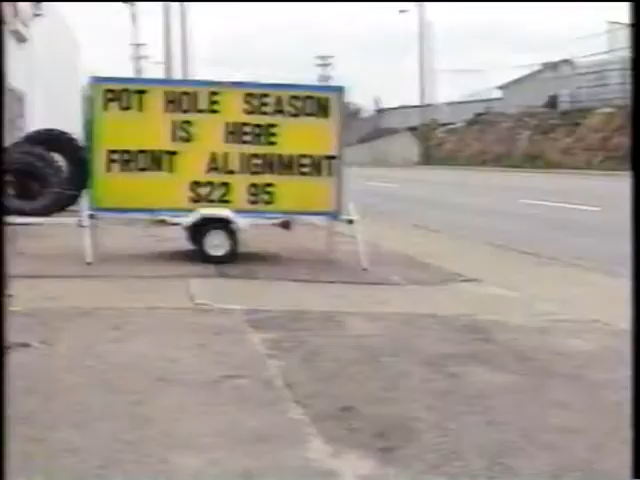 POT HOLE SEASON
IS HERE
FRONT ALIGNMENT
$22 95